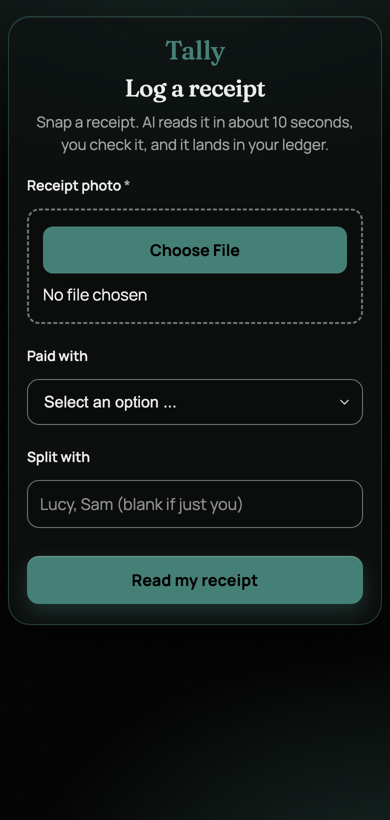 Tally
Log a receipt
Snap a receipt. AI reads it in about 10 seconds,
you check it, and it lands in your ledger.
Receipt photo *
Choose File
No file chosen
Paid with
Select an option ...
Split with
Lucy, Sam (blank if just you)
Read my receipt